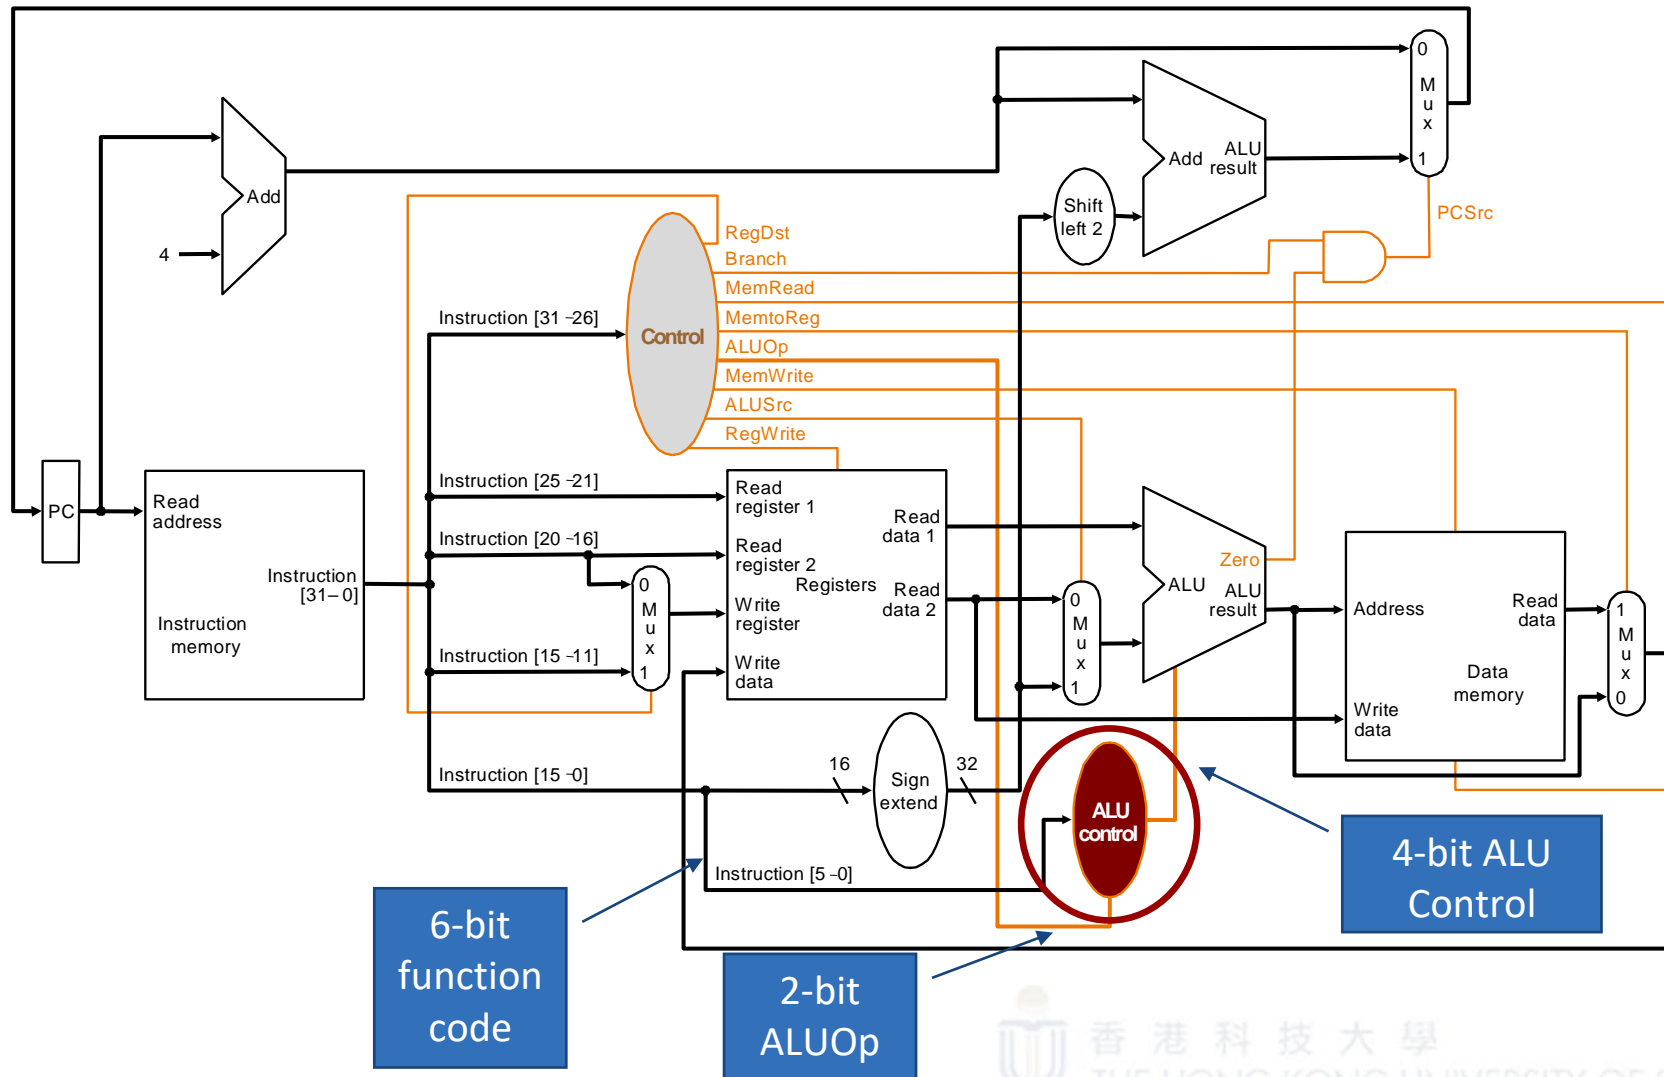 0
M
u
x
1
PCSrc
Add
ALU
result
Shift
left 2
Add
4
RegDst
Branch
MemRead
MemtoReg
ALUOp
MemWrite
ALUSrc
RegWrite
Control
Instruction [31–26]
Instruction [25–21]
Instruction [20–16]
Instruction [15–11]
Instruction [15–0]
Instruction [5–0]
PC
Read
address
Instruction
[31–0]
Instruction
memory
0
M
u
x
1
Read
register 1
Read
register 2
Write
register
Write
data
Registers
Read
data 1
Read
data 2
0
M
u
x
1
Zero
ALU
ALU
result
Address
Write
data
Read
data
Data
memory
1
M
u
x
0
16
Sign
extend
32
ALU
control
6-bit
function
code
2-bit
ALUOp
4-bit ALU
Control
香港科技大學
THE HONG KONG UNIVERSITY OF